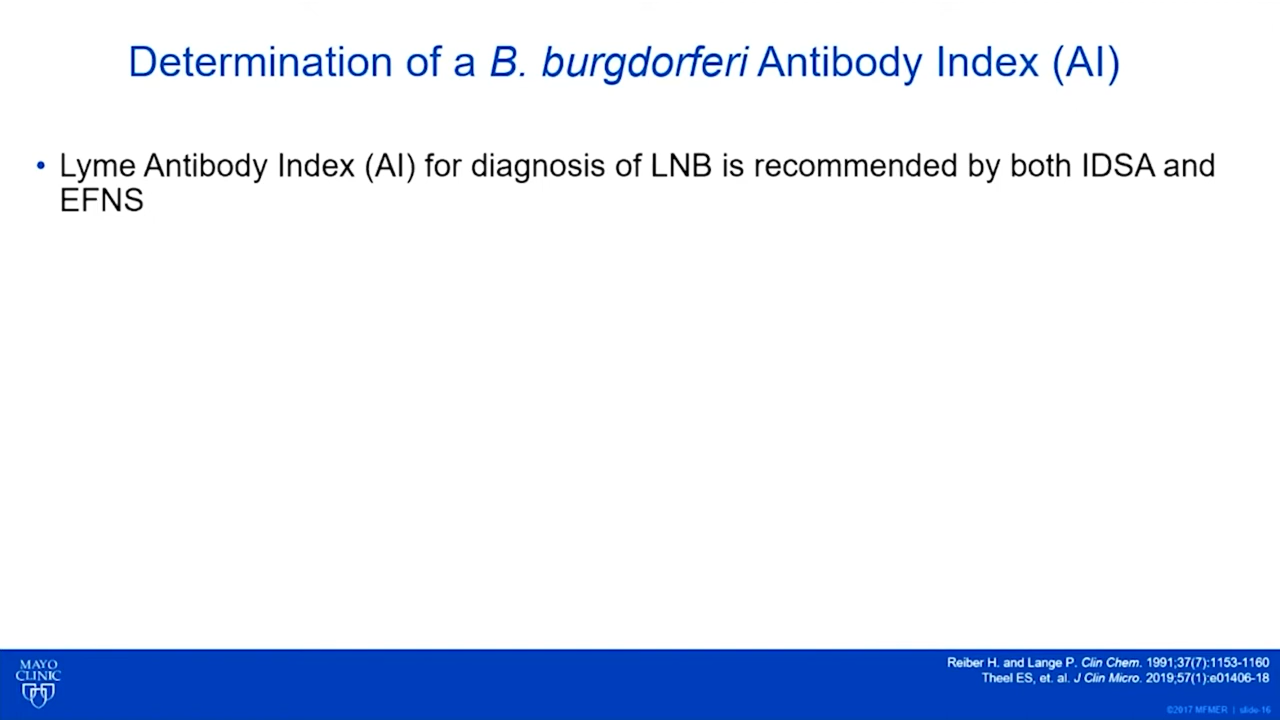 Determination of a B. burgdorferi Antibody Index (AI)
• Lyme Antibody Index (AI) for diagnosis of LNB is recommended by both IDSA and
EFNS
MAYO
CLINIC
Reiber H. and Lange P. Clin Chem. 1991;37(7):1153-1160
Theel ES, et. al. J Clin Micro. 2019;57(1):e01406-18
©2017 MFMER | slide-16